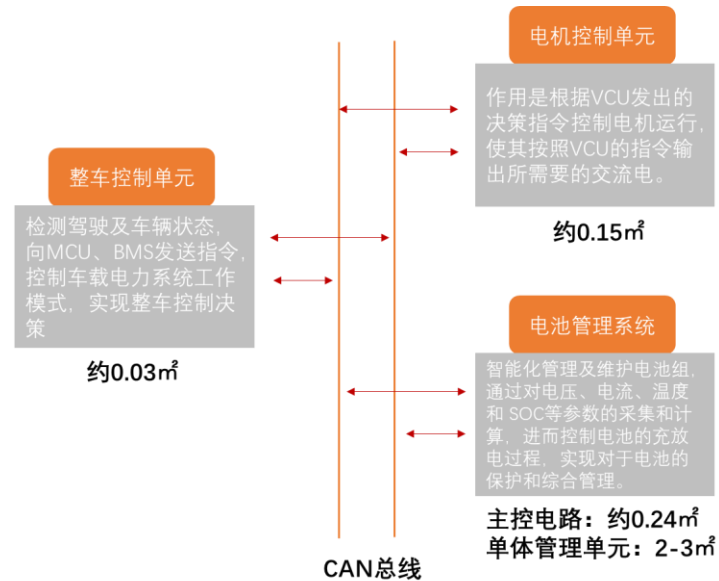 电机控制单元
作用是根据VCU发出的
决策指令控制电机运行，
使其按照VCU的指令输
出所需要的交流电。
约0.15㎡
整车控制单元
检测驾驶及车辆状态，
向MCU、BMS发送指令，
控制车载电力系统工作
模式，实现整车控制决
策
约0.03㎡
电池管理系统
智能化管理及维护电池组，
通过对电压、电流、温度
和 SOC等参数的采集和计
算，进而控制电池的充放
电过程，实现对于电池的
保护和综合管理。
主控电路：约0.24㎡
单体管理单元：2-3㎡
CAN总线